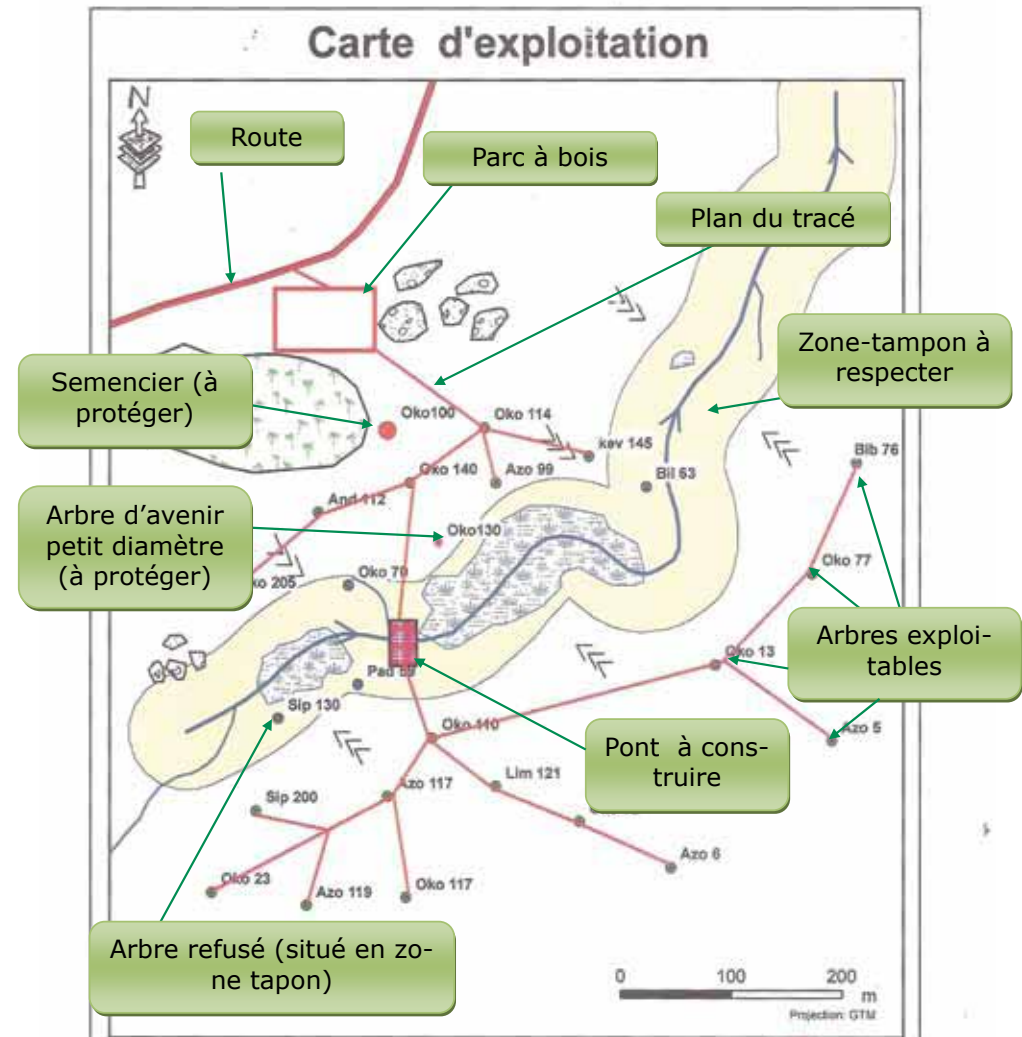 Carte d'exploitation
N
Route
Parc à bois
Plan du tracé
Zone-tampon à
respecter
Semencier (à
protéger)
Oko100
Oko 114
kev 145
Oko 140
Azo 99
Bil 63
Bib 76
And 112
Arbre d'avenir
petit diamètre
(à protéger)
Oko130
Oko 77
Oko 70
205
Arbres exploi-
tables
Oko 13
Pad
Sip 130
Oko 110
Azo 5
Pont à cons-
truire
Lim 121
Azo 117
Sip 200
Azo 6
Oko 23
Azo 119
Oko 117
Arbre refusé (situé en zo-
ne tapon)
0 100 200
m
Projection: GTM